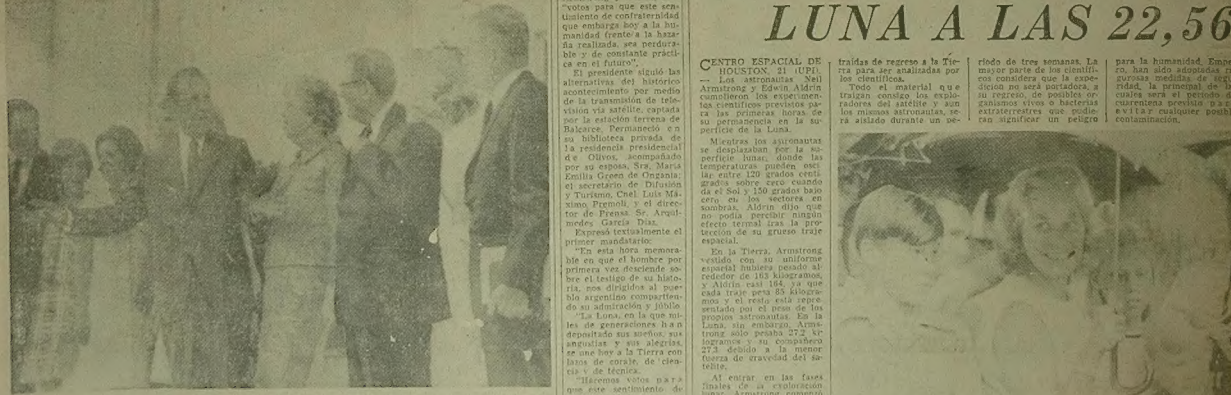 "votos para que este sen-
timiento de confraternidad
que embarga hoy a la hu-
manidad frente a la haza-
ña realizada, sea perdura-
ble y de constante prácti-
ca en el futuro".
El presidente siguió las
alternativas del histórico
acontecimiento por medio
de la transmisión de tele-
visión vía satélite, captada
por la estación terrena de
Balcarce. Permaneció en
su biblioteca privada, de
la residencia presidencial
de Olivos, acompañado
por su esposa, Sra. María
Emilia Green de Onganía;
el secretario de Difusión
y Turismo, Cnel. Luis Má-
ximo Premoli, y el direc-
tor de Prensa, Sr. Arquí-
medes García Díaz.
Expresó textualmente el
primer mandatario:
"En esta hora memora-
ble en que el hombre por
primera vez desciende so-
bre el testigo de su histo-
ria, nos dirigidos al pue-
blo argentino compartien-
do su admiración y júbilo.
"La Luna, en la que mi-
les de generaciones han
depositado sus sueños, sus
angustias y sus alegrías,
se une hoy a la Tierra con
lazos de coraje, de cien-
cia y de técnica.
"Hacemos votos para
que este sentimiento de
LUNA A LAS 22,56
CENTRO ESPACIAL DE
HOUSTON, 21 (UPI).
— Los astronautas Neil
Armstrong y Edwin Aldrin
cumplieron los experimen-
tos científicos previstos pa-
ra las primeras horas de
su permanencia en la su-
perficie de la Luna.
Mientras los astronautas
se desplazaban por la su-
perficie lunar, donde las
temperaturas pueden osci-
lar entre 120 grados centí-
grados sobre cero cuando
da el Sol y 150 grados bajo
cero en los sectores en
sombras, Aldrin dijo que
no podía percibir ningún
efecto termal tras la pro-
tección de su grueso traje
espacial.
En la Tierra, Armstrong
vestido con su uniforme
espacial hubiera pesado al-
rededor de 165 kilogramos,
y Aldrin casi 164, ya que
cada traje pesa 85 kilogra-
mos y el resto está repre-
sentado por el peso de los
propios astronautas. En la
Luna, sin embargo, Arms-
trong sólo pesaba 27,2 ki-
logramos y su compañero
27,3 debido a la menor
fuerza de gravedad del sa-
télite.
Al entrar en las fases
finales de la exploración
lunar, Armstrong comenzó
traídas de regreso a la Tie-
rra para ser analizadas por
los científicos.
Todo el material que
traigan consigo los explo-
radores del satélite y aun
los mismos astronautas, se-
rá aislado durante un pe-
ríodo de tres semanas. La
mayor parte de los científi-
cos considera que la expe-
dición no será portadora, a
su regreso, de posibles or-
ganismos vivos o bacterias
extraterrestres que pudie-
ran significar un peligro
para la humanidad. Empe-
ro, han sido adoptadas
gurosas medidas de segu-
ridad, la principal de
cuales será el período de
cuarentena previsto para
evitar cualquier posible
contaminación.